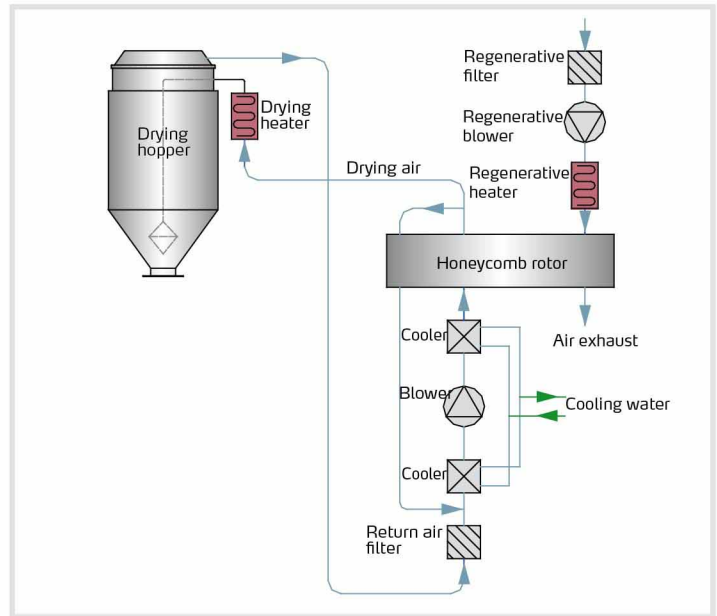 Regenerative
filter
Drying
heater
Drying
hopper
Regenerative
blower
Drying air
Regenerative
heater
Honeycomb rotor
Cooler
Air exhaust
Blower
Cooling water
Cooler
Return air
filter